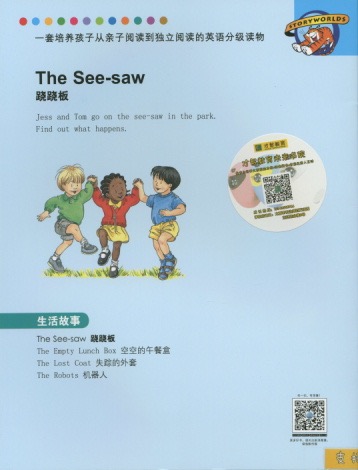 一套培养孩子从亲子阅读到独立阅读的英语分级读物
STORYWORLDS
The See-saw
跷跷板
Jess and Tom go on the see-saw in the park.
Find out what happens.
生活故事
The See-saw 跷跷板
The Empty Lunch Box 空空的午餐盒
The Lost Coat 失踪的外套
The Robots 机器人